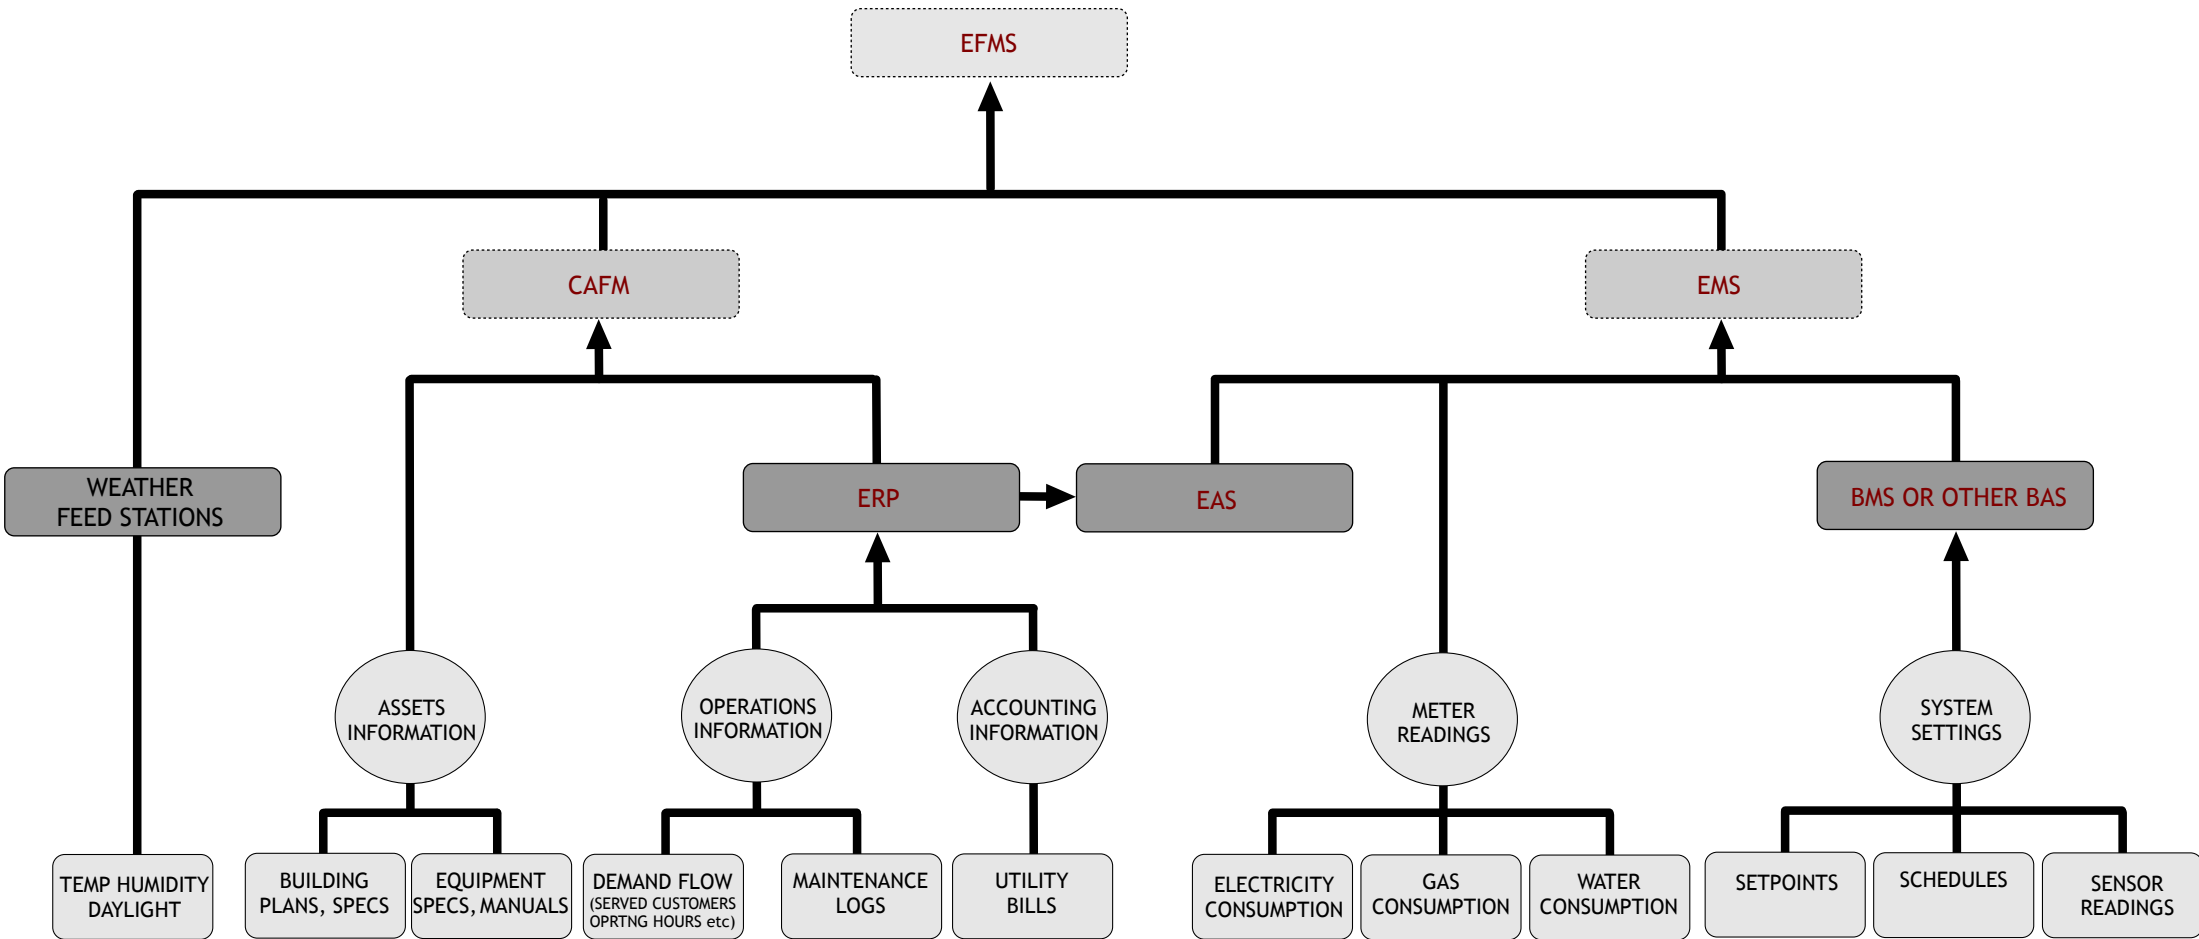 EFMS
CAFM
EMS
WEATHER
FEED STATIONS
ERP
EAS
BMS OR OTHER BAS
ASSETS
INFORMATION
OPERATIONS
INFORMATION
ACCOUNTING
INFORMATION
METER
READINGS
SYSTEM
SETTINGS
TEMP HUMIDITY
DAYLIGHT
BUILDING
PLANS, SPECS
EQUIPMENT
SPECS, MANUALS
DEMAND FLOW
(SERVED CUSTOMERS
OPRTNG HOURS etc)
MAINTENANCE
LOGS
UTILITY
BILLS
ELECTRICITY
CONSUMPTION
GAS
CONSUMPTION
WATER
CONSUMPTION
SETPOINTS
SCHEDULES
SENSOR
READINGS